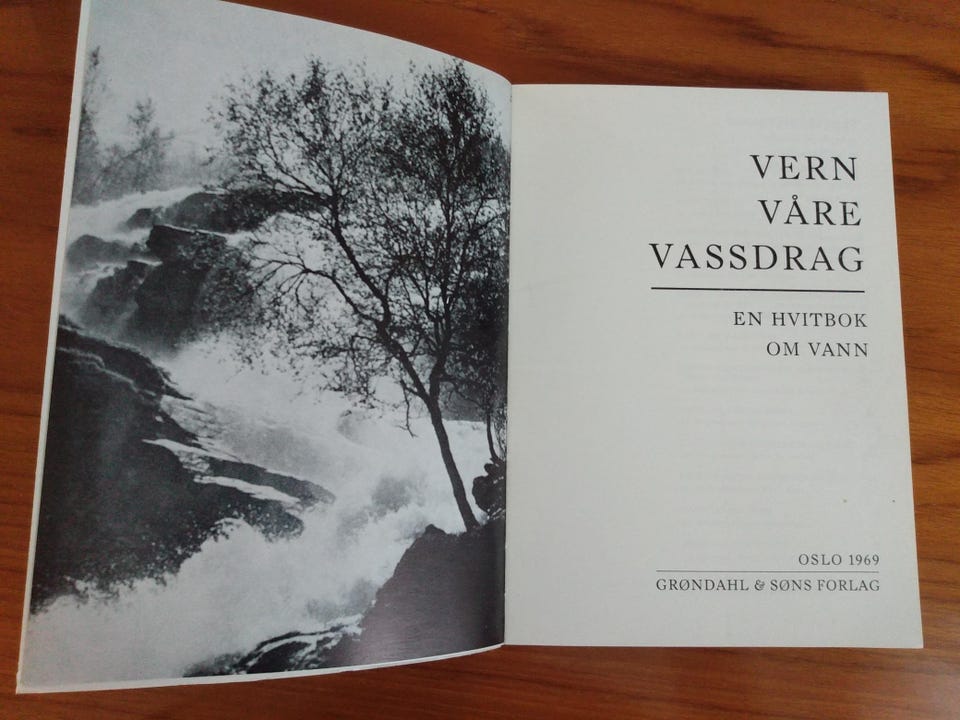 VERN
VÅRE
VASSDRAG
EN HVITBOK
OM VANN
OSLO 1969
GRØNDAHL & SØNS FORLAG